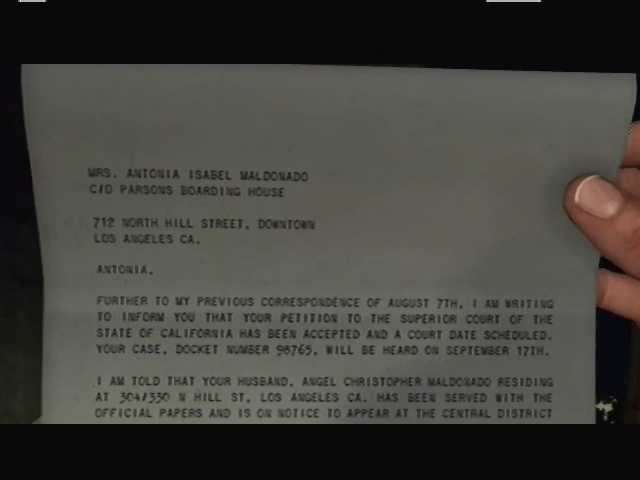 MRS. ANTONIA ISABEL MALDONADO
C/O PARSONS BOARDING HOUSE
712 NORTH HILL STREET, DOWNTOWN
LOS ANGELES CA.
ANTONIA,
FURTHER TO MY PREVIOUS CORRESPONDENCE OF AUGUST 7TH, I AM WRITING
TO INFORM YOU THAT YOUR PETITION TO THE SUPERIOR COURT OF THE
STATE OF CALIFORNIA HAS BEEN ACCEPTED AND A COURT DATE SCHEDULED.
YOUR CASE, DOCKET NUMBER 98765, WILL BE HEARD ON SEPTEMBER 17TH.
I AM TOLD THAT YOUR HUSBAND, ANGEL CHRISTOPHER MALDONADO RESIDING
AT 304/330 N HILL ST, LOS ANGELES CA. HAS BEEN SERVED WITH THE
OFFICIAL PAPERS AND IS ON NOTICE TO APPEAR AT THE CENTRAL DISTRICT